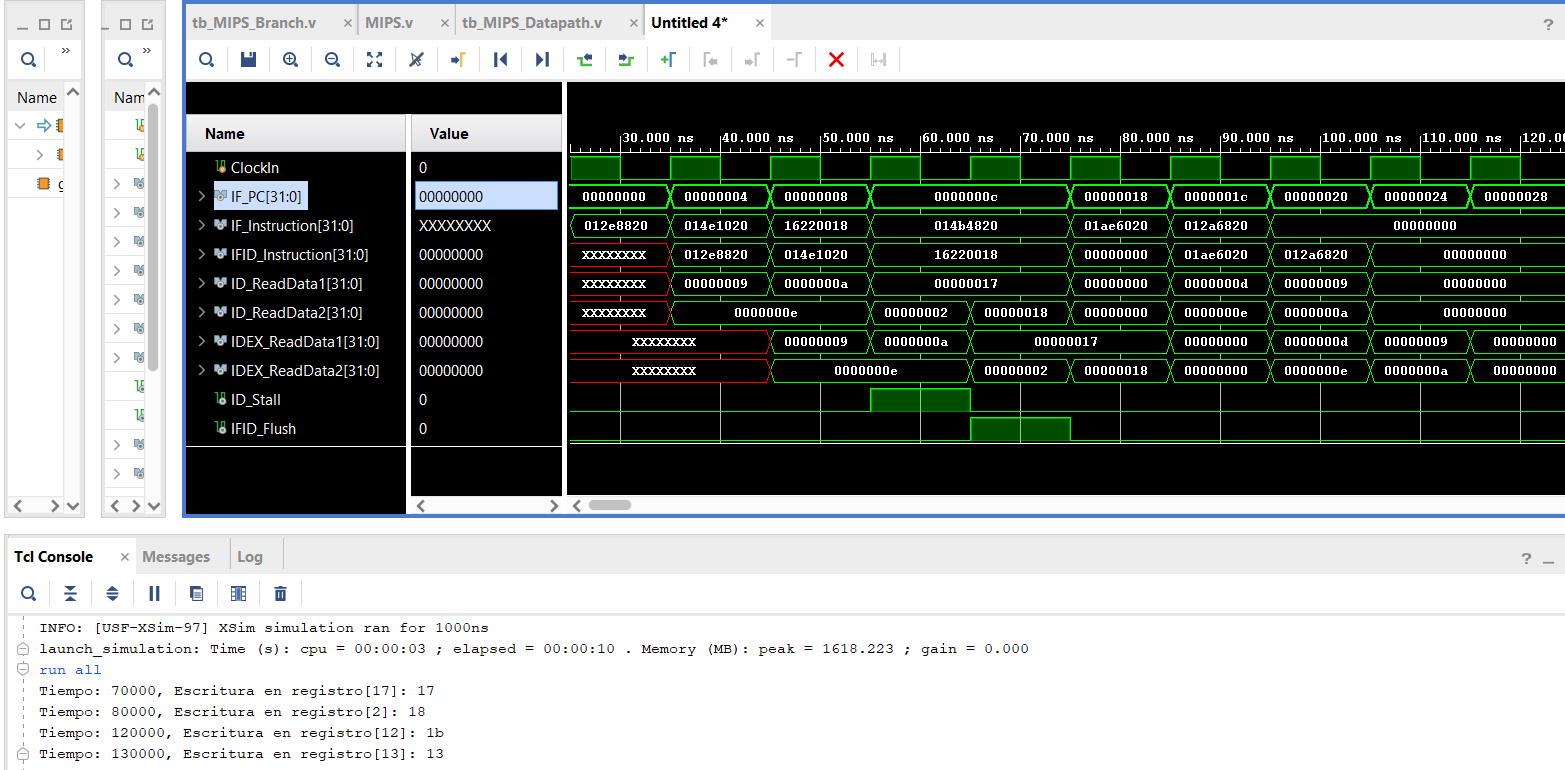 tb_MIPS_Branch.v × MIPS.v × tb_MIPS_Datapath.v × Untitled 4* × ?
» »
Name Nam
g
Name Value
30.000 ns 40.000 ns 50.000 ns 60.000 ns 70.000 ns 80.000 ns 90.000 ns 100.000 ns 110.000 ns 120.0
ClockIn 0
IF_PC[31:0] 00000000 00000000 00000004 00000008 0000000c 00000018 0000001c 00000020 00000024 00000028
IF_Instruction[31:0] XXXXXXXX 012e8820 014e1020 16220018 014b4820 01ae6020 012a6820 00000000
IFID_Instruction[31:0] 00000000 XXXXXXXX 012e8820 014e1020 16220018 00000000 01ae6020 012a6820 00000000
ID_ReadData1[31:0] 00000000 XXXXXXXX 00000009 0000000a 00000017 00000000 0000000d 00000009 00000000
ID_ReadData2[31:0] 00000000 XXXXXXXX 0000000e 00000002 00000018 00000000 0000000e 0000000a 00000000
IDEX_ReadData1[31:0] 00000000 XXXXXXXX 00000009 0000000a 00000017 00000000 0000000d 00000009 00000000
IDEX_ReadData2[31:0] 00000000 XXXXXXXX 0000000e 00000002 00000018 00000000 0000000e 0000000a 00000000
ID_Stall 0
IFID_Flush 0
Tcl Console × Messages Log ? _
INFO: [USF-XSim-97] XSim simulation ran for 1000ns
launch_simulation: Time (s): cpu = 00:00:03 ; elapsed = 00:00:10 . Memory (MB): peak = 1618.223 ; gain = 0.000
run all
Tiempo: 70000, Escritura en registro[17]: 17
Tiempo: 80000, Escritura en registro[2]: 18
Tiempo: 120000, Escritura en registro[12]: 1b
Tiempo: 130000, Escritura en registro[13]: 13